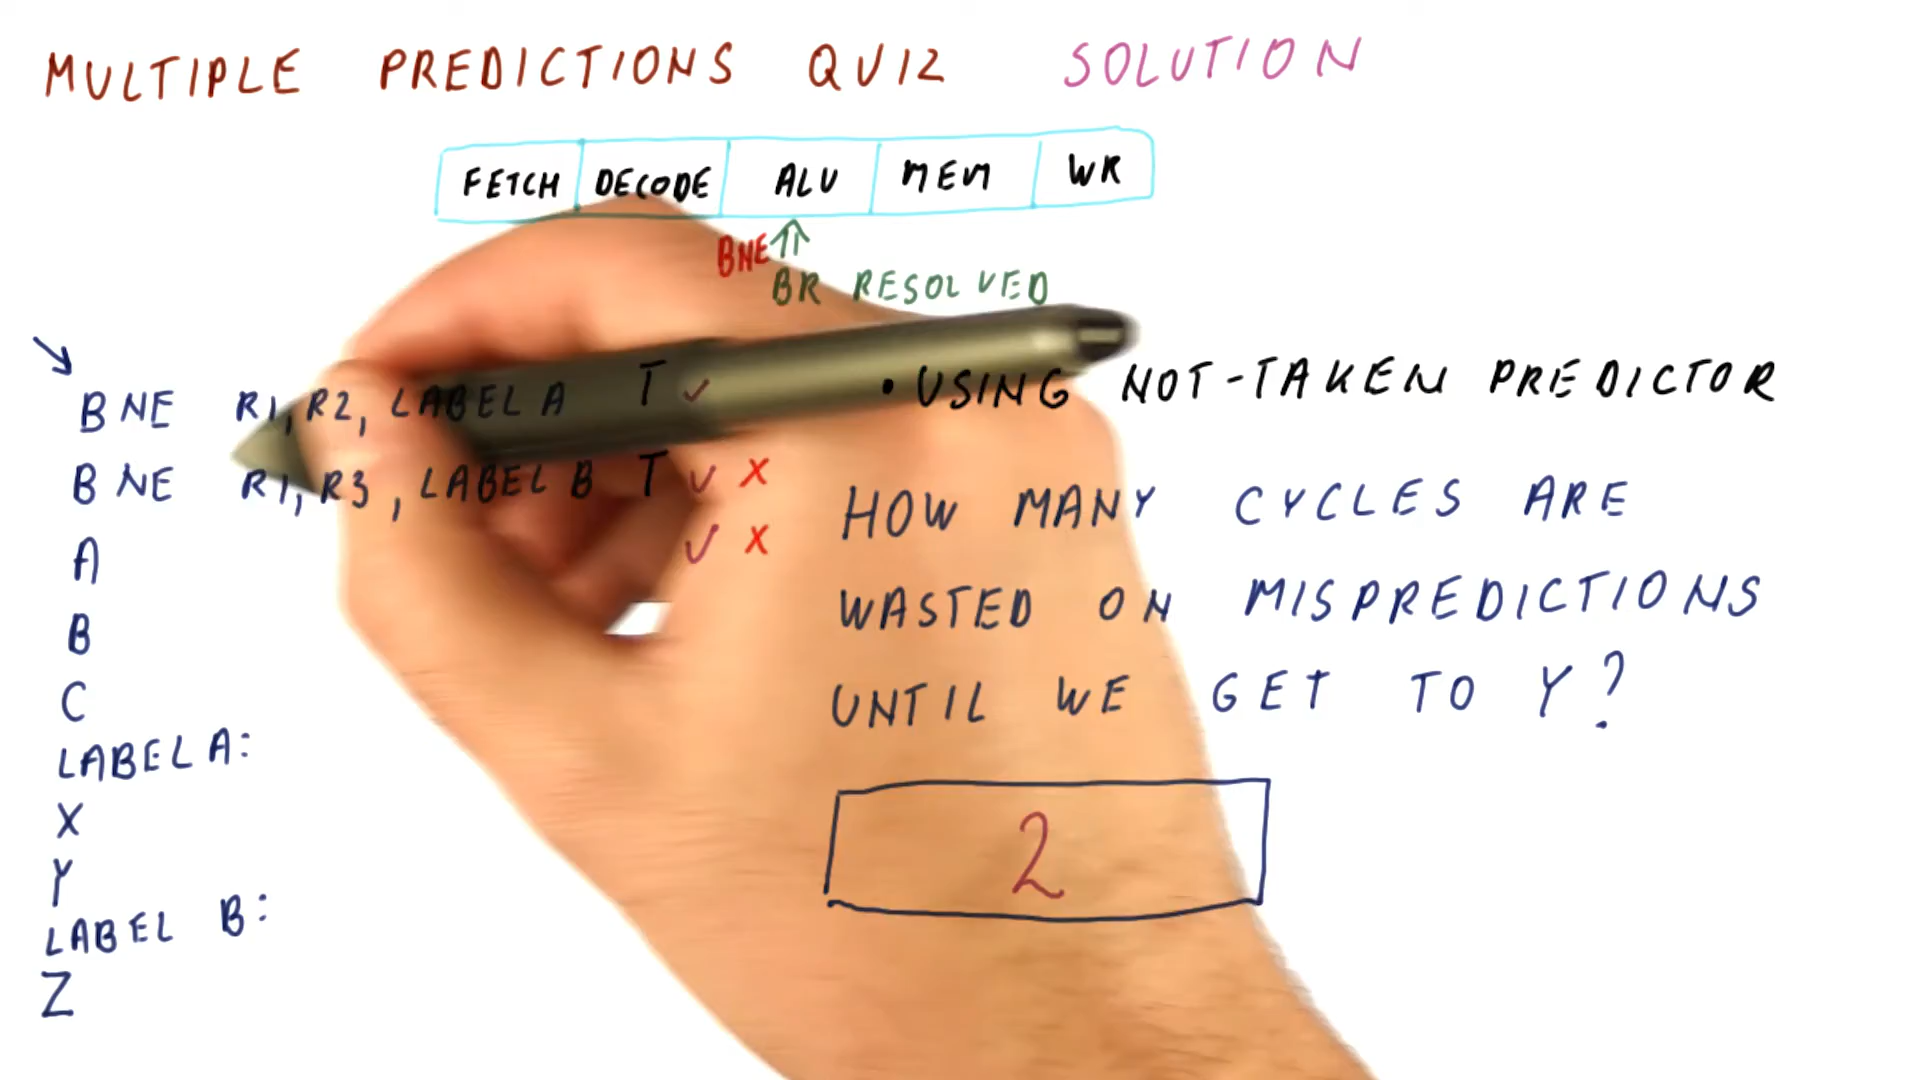 MULTIPLE PREDICTIONS QUIZ SOLUTION
FETCH DECODE ALU MEM WR
BNE
BR RESOLVED
BNE R1, R2, LABEL A T ✓
BNE R1, R3, LABEL B T ✓ X
✓ X
A
B
C
LABEL A:
X
Y
LABEL B:
Z
• USING NOT-TAKEN PREDICTOR
HOW MANY CYCLES ARE
WASTED ON MISPREDICTIONS
UNTIL WE GET TO Y?
2